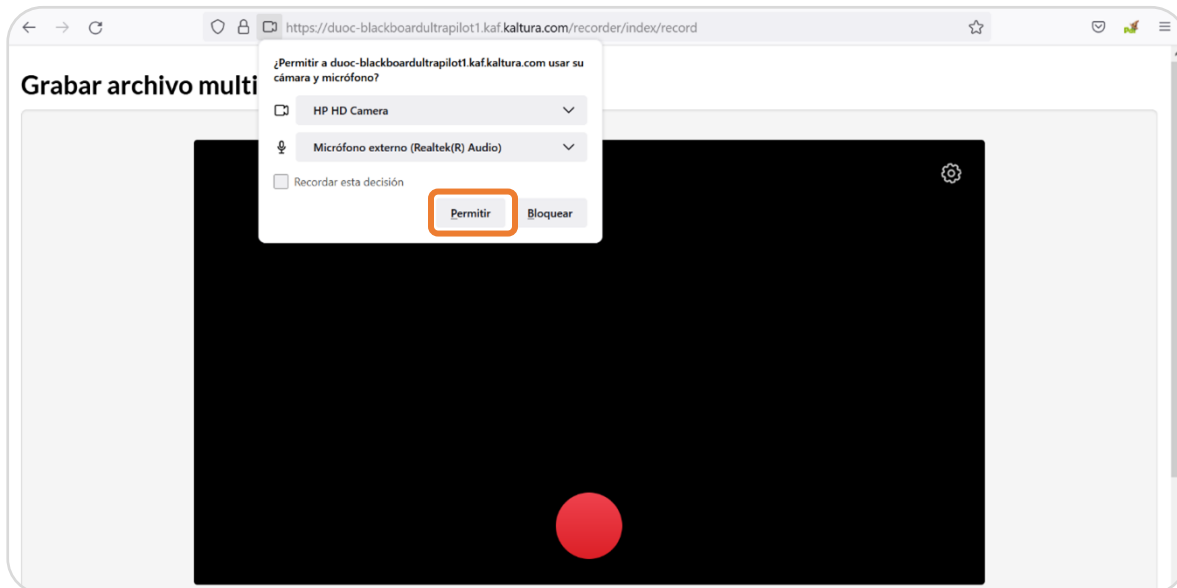 https://duoc-blackboardultrapilot1.kaf.kaltura.com/recorder/index/record
Grabar archivo multi
¿Permitir a duoc-blackboardultrapilot1.kaf.kaltura.com usar su
cámara y micrófono?
HP HD Camera
Micrófono externo (Realtek(R) Audio)
Recordar esta decisión
Permitir
Bloquear